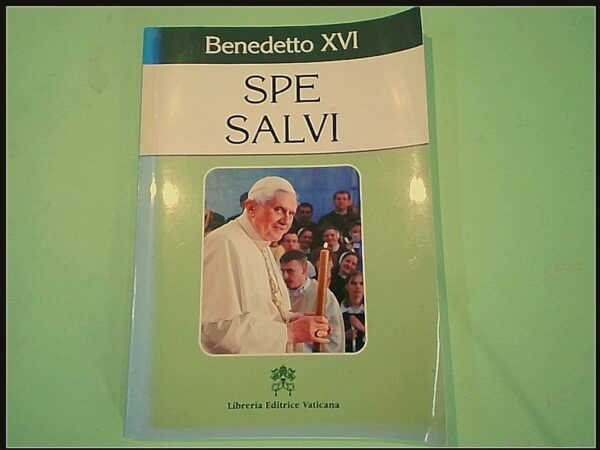 Benedetto XVI
SPE
SALVI
Libreria Editrice Vaticana